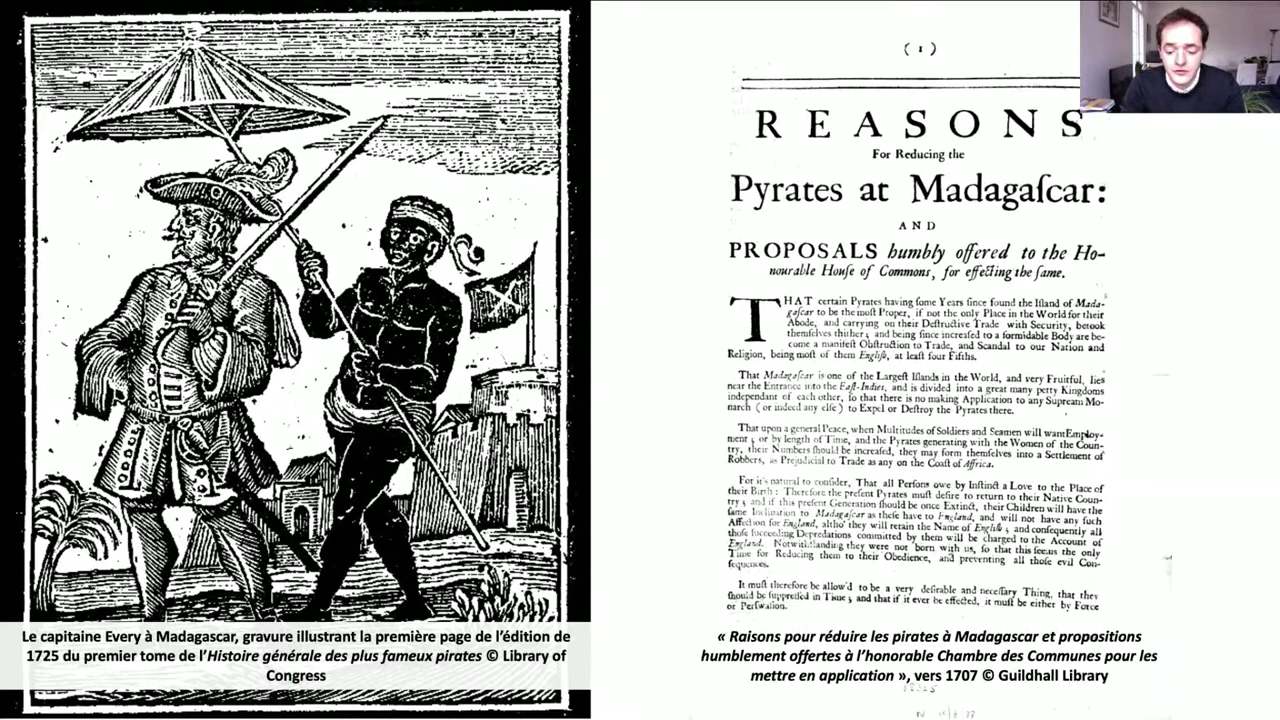 Le capitaine Every à Madagascar, gravure illustrant la première page de l’édition de
1725 du premier tome de l’Histoire générale des plus fameux pirates © Library of
Congress
( 1 )
REASONS
For Reducing the
Pyrates at Madagaſcar:
AND
PROPOSALS humbly offered to the Ho-
nourable Houſe of Commons, for effecting the ſame.
THAT certain Pyrates having ſome Years ſince found the Iſland of Mada-
gaſcar to be the moſt Proper, if not the only Place in the World for their
Abode, and carrying on their Deſtructive Trade with Security, betook
themſelves thither; and being ſince increaſed to a formidable Body are be-
come a manifeſt Obſtruction to Trade, and Scandal to our Nation and
Religion, being moſt of them Engliſh, at leaſt four Fifths.
That Madagaſcar is one of the Largeſt Iſlands in the World, and very Fruitful, lies
near the Entrance into the Eaſt-Indies, and is divided into a great many petty Kingdoms
independant of each other, ſo that there is no making Application to any Supream Mo-
narch (or indeed any elſe) to Expel or Deſtroy the Pyrates there.
That upon a general Peace, when Multitudes of Soldiers and Seamen will want Employ-
ment; or by length of Time, and the Pyrates generating with the Women of the Coun-
try, their Numbers ſhould be increaſed, they may form themſelves into a Settlement of
Robbers, as Prejudicial to Trade as any on the Coaſt of Africa.
For it's natural to conſider, That all Perſons owe by Inſtinct a Love to the Place of
their Birth: Therefore the preſent Pyrates muſt deſire to return to their Native Coun-
try; and if this preſent Generation ſhould be once Extinct, their Children will have the
ſame Inclination to Madagaſcar as theſe have to England, and will not have any ſuch
Affection for England, altho' they will retain the Name of Engliſh; and conſequently all
thoſe ſucceeding Depredations committed by them will be charged to the Account of
England. Notwithſtanding they were not born with us, ſo that this ſeems the only
Time for Reducing them to their Obedience, and preventing all thoſe evil Con-
ſequences.
It muſt therefore be allow'd to be a very deſirable and neceſſary Thing, that they
ſhould be ſuppreſſed in Time; and that if it ever be effected, it muſt be either by Force
or Perſwaſion.
« Raisons pour réduire les pirates à Madagascar et propositions
humblement offertes à l’honorable Chambre des Communes pour les
mettre en application », vers 1707 © Guildhall Library